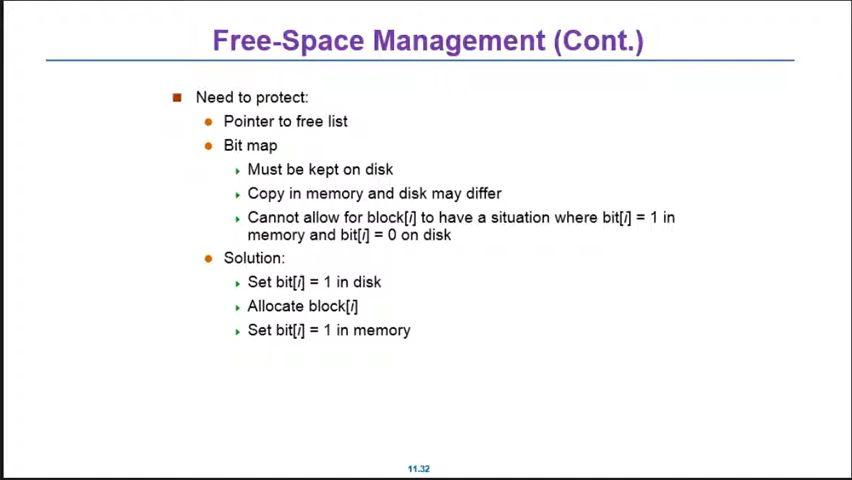 Free-Space Management (Cont.)
Need to protect:
Pointer to free list
Bit map
Must be kept on disk
Copy in memory and disk may differ
Cannot allow for block[i] to have a situation where bit[i] = 1 in
memory and bit[i] = 0 on disk
Solution:
Set bit[i] = 1 in disk
Allocate block[i]
Set bit[i] = 1 in memory
11.32